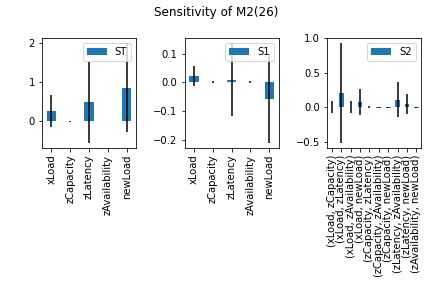 Sensitivity of M2(26)
ST
2
1
0
xLoad
zCapacity
zLatency
zAvailability
newLoad
S1
0.1
0.0
−0.1
−0.2
xLoad
zCapacity
zLatency
zAvailability
newLoad
S2
1.0
0.5
0.0
−0.5
(xLoad, zCapacity)
(xLoad, zLatency)
(xLoad, zAvailability)
(xLoad, newLoad)
(zCapacity, zLatency)
(zCapacity, zAvailability)
(zCapacity, newLoad)
(zLatency, zAvailability)
(zLatency, newLoad)
(zAvailability, newLoad)